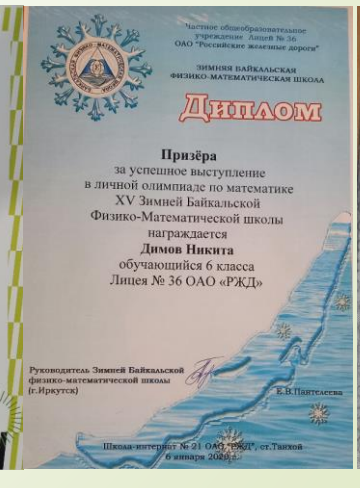 Частное общеобразовательное
учреждение Лицей № 36
ОАО "Российские железные дороги"
ЗИМНЯЯ БАЙКАЛЬСКАЯ
ФИЗИКО-МАТЕМАТИЧЕСКАЯ ШКОЛА
Диплом
Призёра
за успешное выступление
в личной олимпиаде по математике
XV Зимней Байкальской
Физико-Математической школы
награждается
Димов Никита
обучающийся 6 класса
Лицея № 36 ОАО «РЖД»
Руководитель Зимней Байкальской
физико-математической школы
(г.Иркутск)
Е.В.Пантелеева
Школа-интернат № 21 ОАО "РЖД", ст.Танхой
6 января 2020 г.